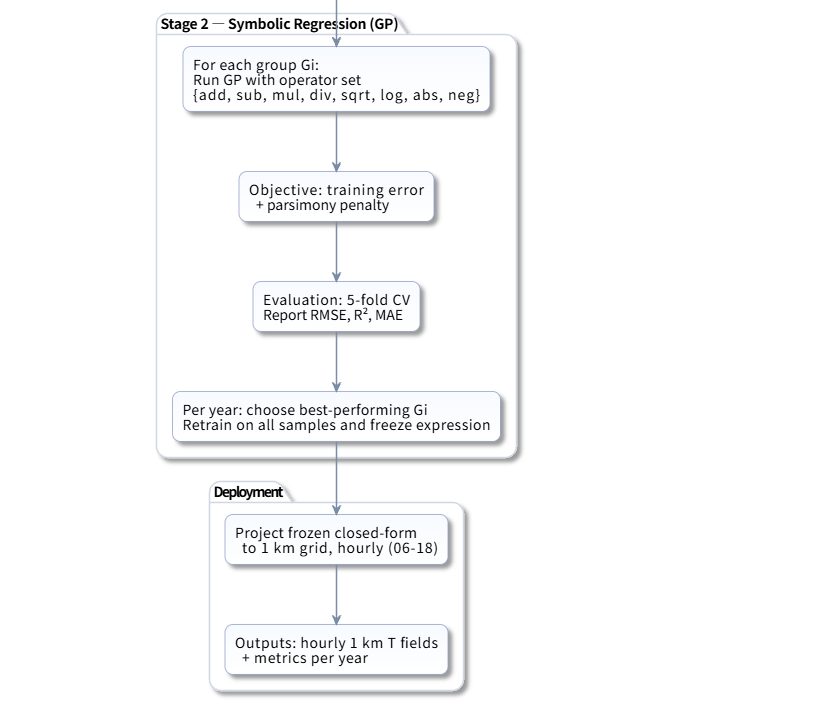 Stage 2 — Symbolic Regression (GP)
For each group Gi:
Run GP with operator set
{add, sub, mul, div, sqrt, log, abs, neg}
Objective: training error
+ parsimony penalty
Evaluation: 5-fold CV
Report RMSE, R², MAE
Per year: choose best-performing Gi
Retrain on all samples and freeze expression
Deployment
Project frozen closed-form
to 1 km grid, hourly (06-18)
Outputs: hourly 1 km T fields
+ metrics per year